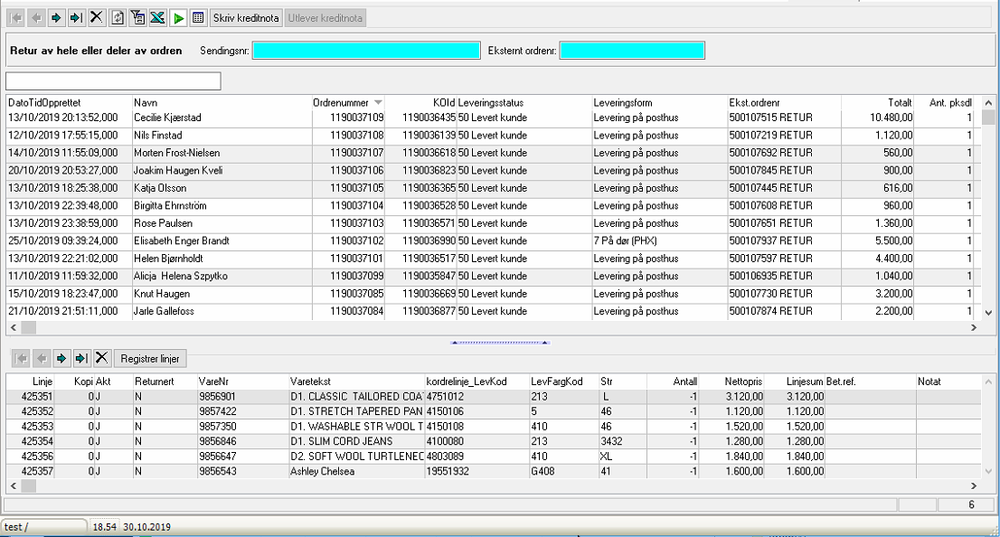 Skriv kreditnota Utlever kreditnota
Retur av hele eller deler av ordren Sendingsnr: Eksternt ordrenr:
DatoTidOpprettet Navn Ordrenummer KOId Leveringsstatus Leveringsform Ekst.ordrenr Totalt Ant. pksdl
13/10/2019 20:13:52,000 Cecilie Kjærstad 1190037109 1190036435 50 Levert kunde Levering på posthus 500107515 RETUR 10.480,00 1
12/10/2019 17:55:15,000 Nils Finstad 1190037108 1190036139 50 Levert kunde Levering på posthus 500107219 RETUR 1.120,00 1
14/10/2019 11:55:09,000 Morten Frost-Nielsen 1190037107 1190036618 50 Levert kunde Levering på posthus 500107692 RETUR 560,00 1
20/10/2019 20:53:27,000 Joakim Haugen Kveli 1190037106 1190036823 50 Levert kunde Levering på posthus 500107845 RETUR 900,00 1
13/10/2019 18:25:38,000 Katja Olsson 1190037105 1190036365 50 Levert kunde Levering på posthus 500107445 RETUR 616,00 1
13/10/2019 22:39:48,000 Birgitta Ehrnström 1190037104 1190036528 50 Levert kunde Levering på posthus 500107608 RETUR 960,00 1
13/10/2019 23:38:59,000 Rose Paulsen 1190037103 1190036571 50 Levert kunde Levering på posthus 500107651 RETUR 1.360,00 1
25/10/2019 09:39:24,000 Elisabeth Enger Brandt 1190037102 1190036990 50 Levert kunde 7 På dør (PHX) 500107937 RETUR 5.500,00 1
13/10/2019 22:21:02,000 Helen Bjørnholdt 1190037101 1190036517 50 Levert kunde Levering på posthus 500107597 RETUR 4.400,00 1
11/10/2019 11:59:32,000 Alicja Helena Szpytko 1190037099 1190035847 50 Levert kunde Levering på posthus 500106935 RETUR 1.040,00 1
15/10/2019 18:23:47,000 Knut Haugen 1190037085 1190036669 50 Levert kunde Levering på posthus 500107730 RETUR 3.200,00 1
21/10/2019 21:51:11,000 Jarle Gallefoss 1190037084 1190036877 50 Levert kunde Levering på posthus 500107874 RETUR 2.200,00 1
Registrer linjer
Linje Kopi Akt Returnert VareNr Varetekst kordrelinje_LevKod LevFargKod Str Antall Nettopris Linjesum Bet.ref. Notat
425351 0 J N 9856901 D1. CLASSIC TAILORED COA 4751012 213 L -1 3.120,00 3.120,00
425352 0 J N 9857422 D1. STRETCH TAPERED PAN 4150106 5 46 -1 1.120,00 1.120,00
425353 0 J N 9857350 D1. WASHABLE STR WOOL T 4150108 410 46 -1 1.520,00 1.520,00
425354 0 J N 9856846 D1. SLIM CORD JEANS 4100080 213 3432 -1 1.280,00 1.280,00
425356 0 J N 9856647 D2. SOFT WOOL TURTLENEC 4803089 410 XL -1 1.840,00 1.840,00
425357 0 J N 9856543 Ashley Chelsea 19551932 G408 41 -1 1.600,00 1.600,00
6
test / 18.54 30.10.2019